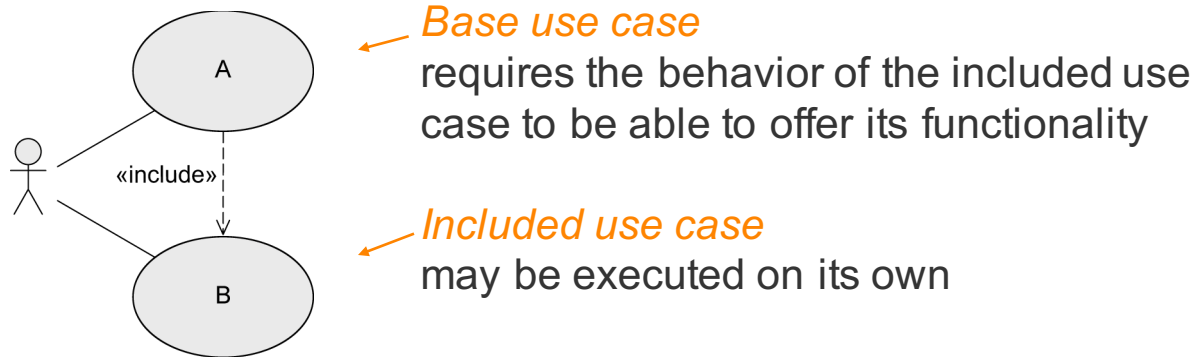 A
Base use case
requires the behavior of the included use
case to be able to offer its functionality
«include»
B
Included use case
may be executed on its own